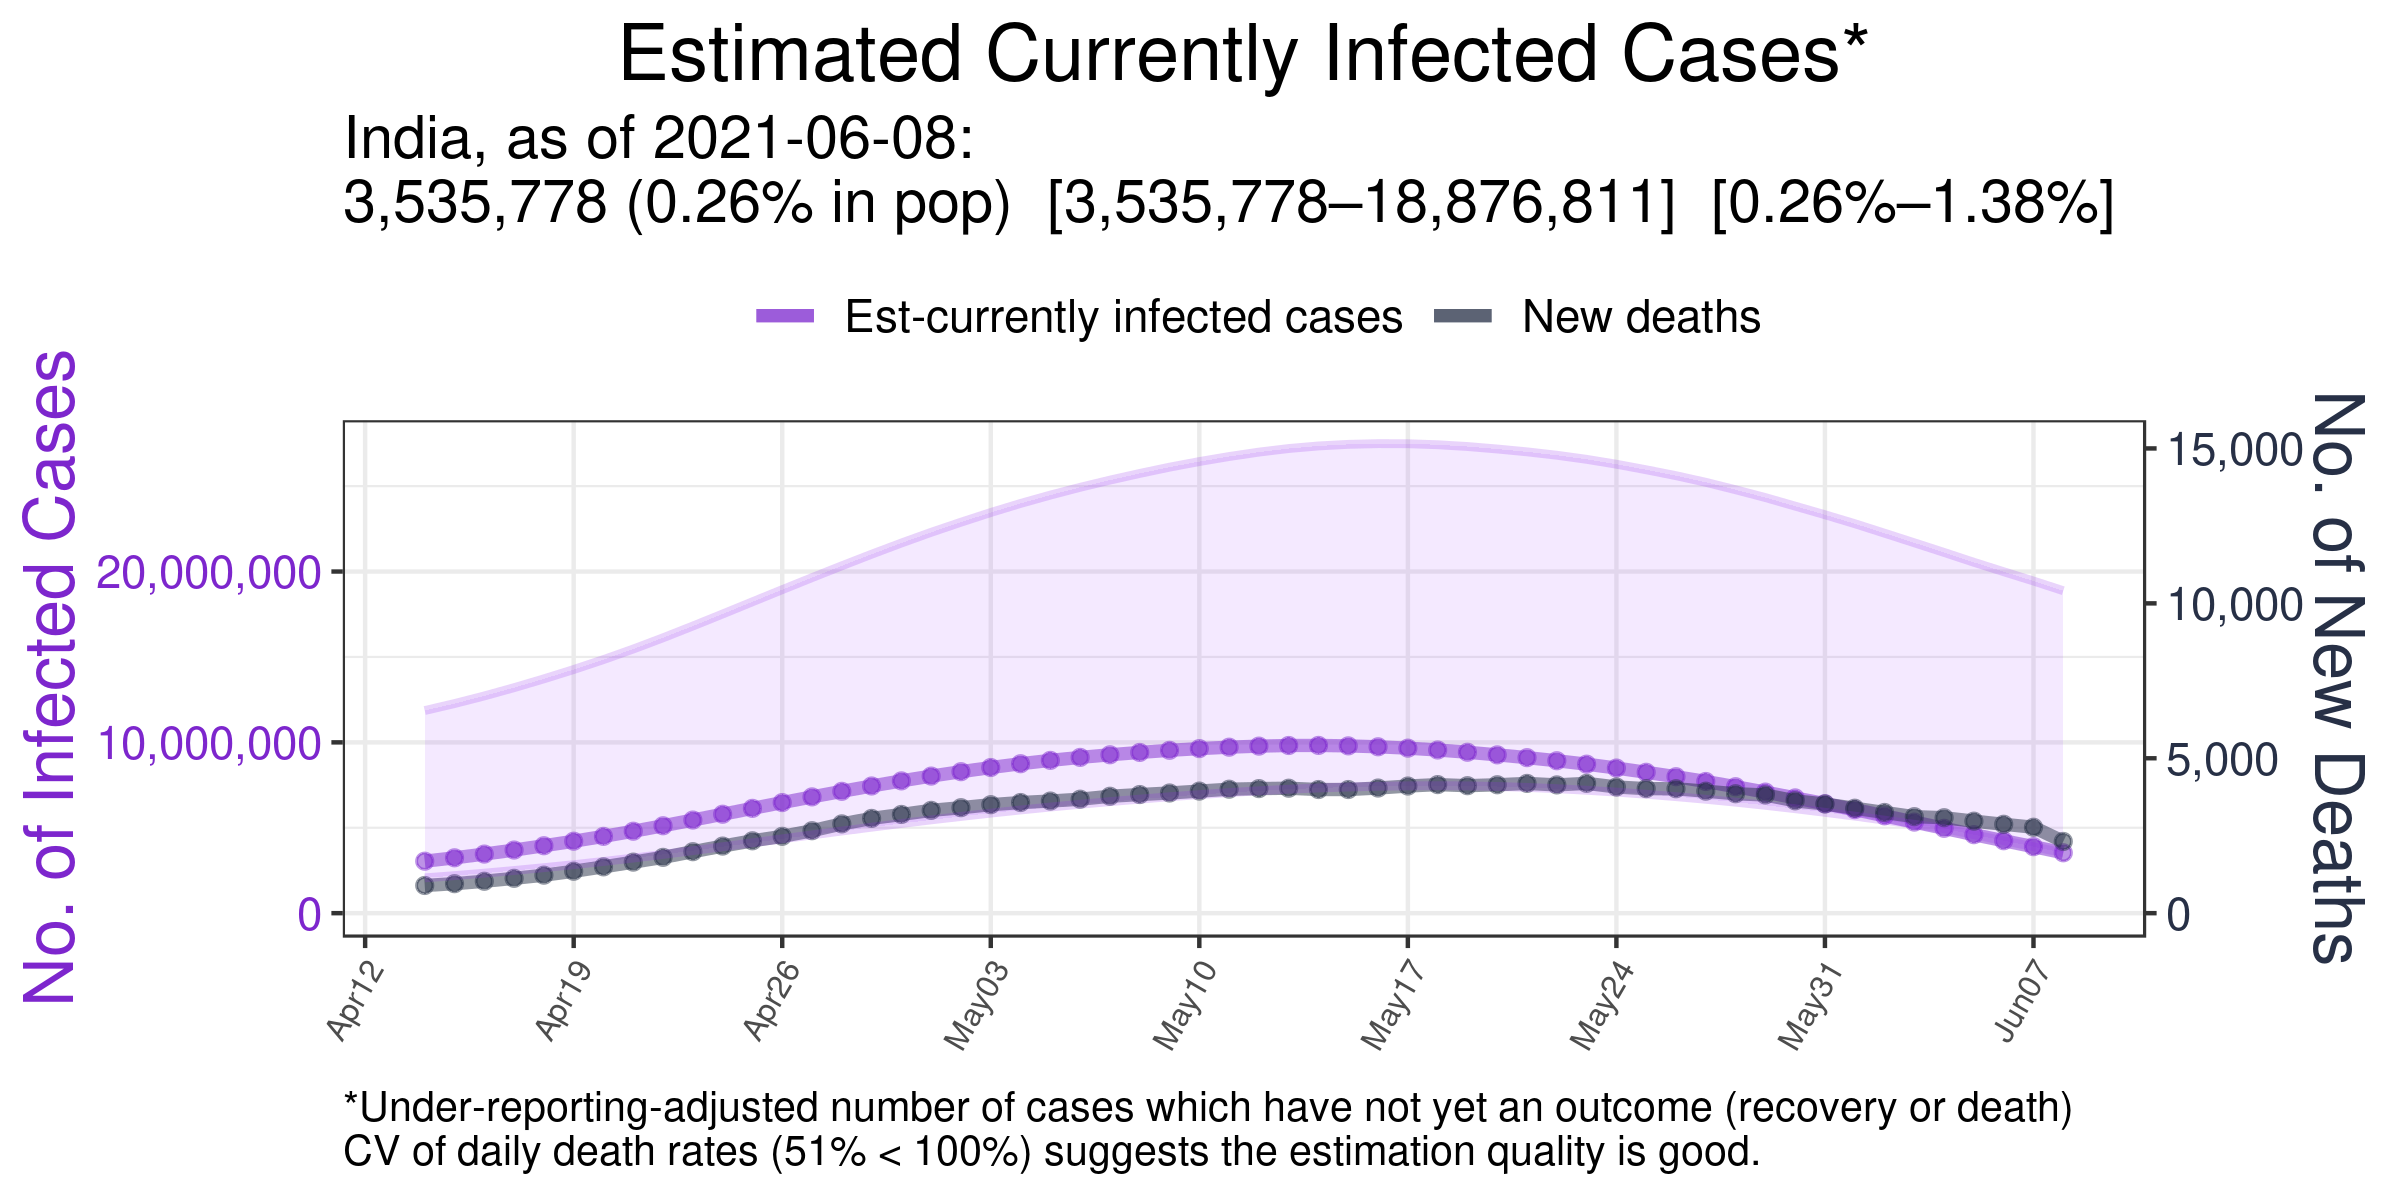 Estimated Currently Infected Cases*
India, as of 2021-06-08:
3,535,778 (0.26% in pop)  [3,535,778–18,876,811]  [0.26%–1.38%]
Est-currently infected cases
New deaths
No. of Infected Cases
20,000,000
10,000,000
0
15,000
10,000
5,000
0
No. of New Deaths
Apr12
Apr19
Apr26
May03
May10
May17
May24
May31
Jun07
*Under-reporting-adjusted number of cases which have not yet an outcome (recovery or death)
CV of daily death rates (51% < 100%) suggests the estimation quality is good.